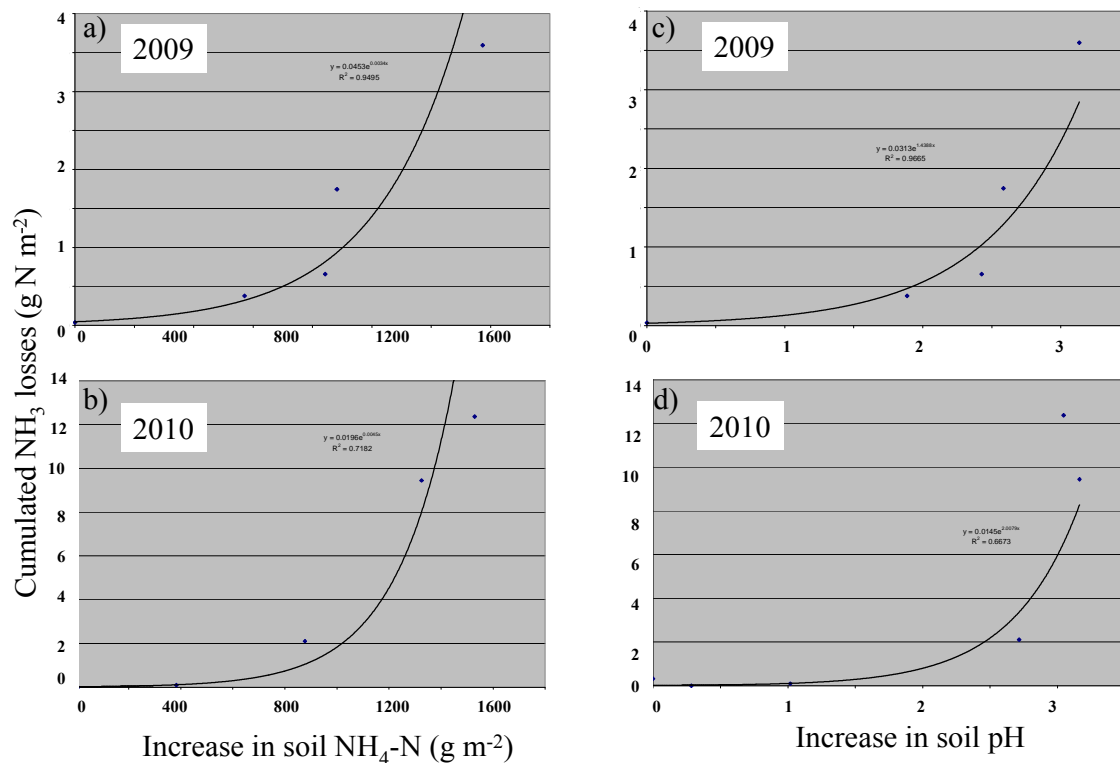 Cumulated NH₃ losses (g N m⁻²)
a)
2009
y = 0.0453e^0.0034x
R² = 0.9495
4
3
2
1
0
0 400 800 1200 1600
c)
2009
y = 0.0313e^1.4388x
R² = 0.9665
4
3
2
1
0
0 1 2 3
b)
2010
y = 0.0196e^0.0045x
R² = 0.7182
14
12
10
8
6
4
2
0
0 400 800 1200 1600
Increase in soil NH₄-N (g m⁻²)
d)
2010
y = 0.0145e^2.0079x
R² = 0.6673
14
12
10
8
6
4
2
0
0 1 2 3
Increase in soil pH